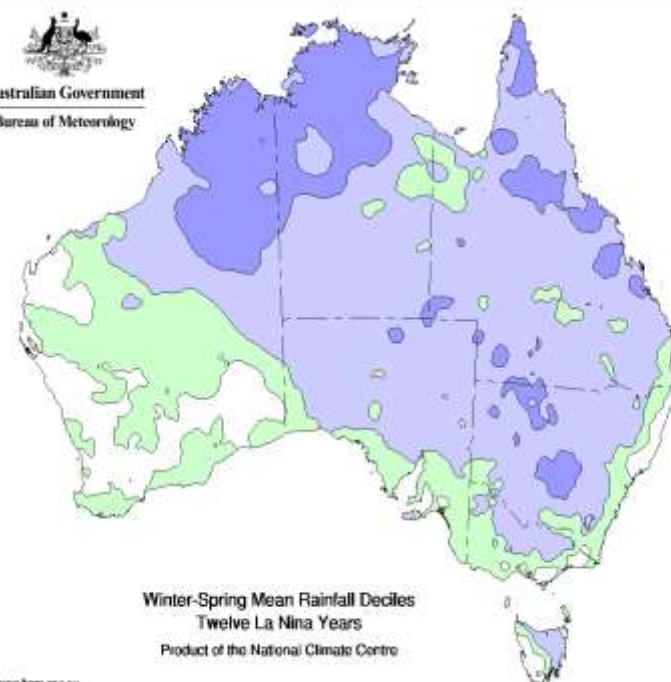 ustralian Government
ureau of Meteorology
Winter-Spring Mean Rainfall Deciles
Twelve La Nina Years
Product of the National Climate Centre